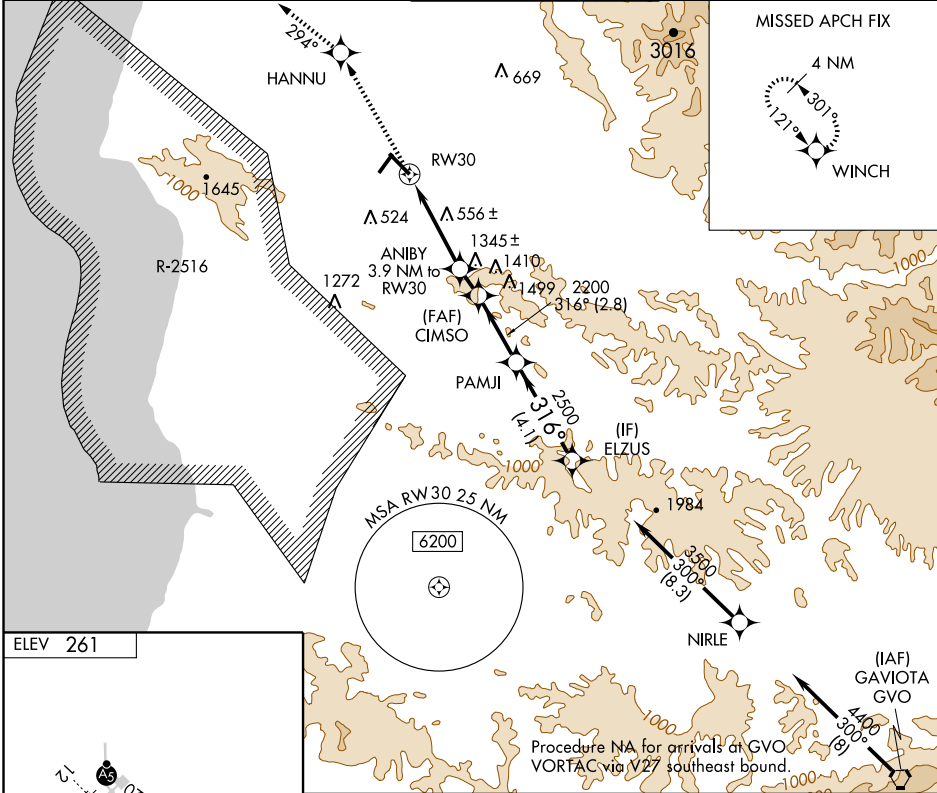 294°
HANNU
669
3016
MISSED APCH FIX
4 NM
301°
121°
WINCH
RW30
1000
1645
R-2516
524
556 ±
ANIBY
3.9 NM to
RW30
1345 ±
1410
1499
1272
2200
316° (2.8)
(FAF)
CIMSO
PAMJI
2500
316°
(4.1)
(IF)
ELZUS
1000
1000
1984
MSA RW30 25 NM
6200
3500
300°
(8.3)
NIRLE
ELEV 261
A5
12
(IAF)
GAVIOTA
GVO
4400
300°
(8)
1000
1000
Procedure NA for arrivals at GVO
VORTAC via V27 southeast bound.